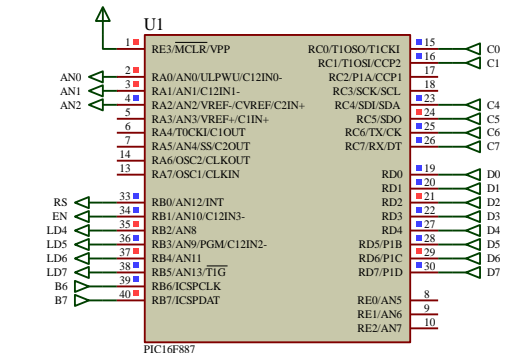 U1
1 RE3/MCLR/VPP RC0/T1OSO/T1CKI 15 C0
RC1/T1OSI/CCP2 16 C1
AN0 2 RA0/AN0/ULPWU/C12IN0- RC2/P1A/CCP1 17
AN1 3 RA1/AN1/C12IN1- RC3/SCK/SCL 18
AN2 4 RA2/AN2/VREF-/CVREF/C2IN+ RC4/SDI/SDA 23 C4
5 RA3/AN3/VREF+/C1IN+ RC5/SDO 24 C5
6 RA4/T0CKI/C1OUT RC6/TX/CK 25 C6
7 RA5/AN4/SS/C2OUT RC7/RX/DT 26 C7
14 RA6/OSC2/CLKOUT
13 RA7/OSC1/CLKIN RD0 19 D0
RD1 20 D1
RS 33 RB0/AN12/INT RD2 21 D2
EN 34 RB1/AN10/C12IN3- RD3 22 D3
LD4 35 RB2/AN8 RD4 27 D4
LD5 36 RB3/AN9/PGM/C12IN2- RD5/P1B 28 D5
LD6 37 RB4/AN11 RD6/P1C 29 D6
LD7 38 RB5/AN13/T1G RD7/P1D 30 D7
B6 39 RB6/ICSPCLK
B7 40 RB7/ICSPDAT RE0/AN5 8
RE1/AN6 9
RE2/AN7 10
PIC16F887